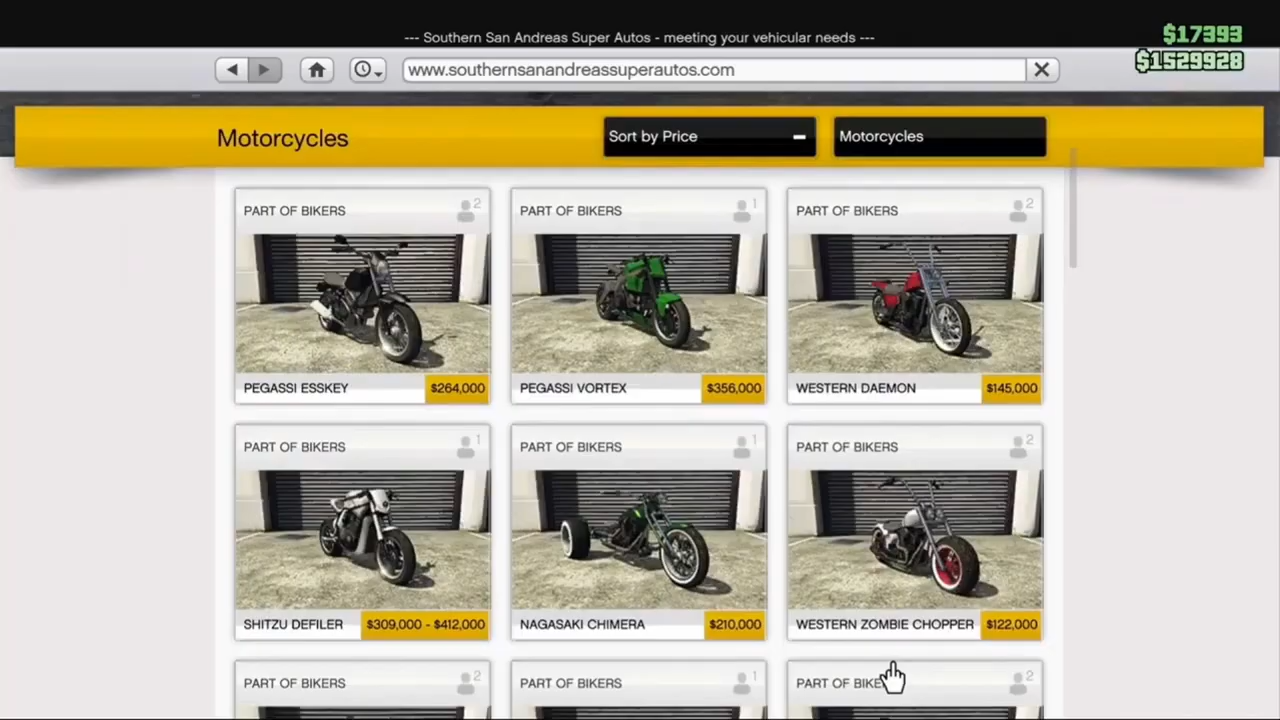 --- Southern San Andreas Super Autos - meeting your vehicular needs ---
$17393
$1529928
www.southernsanandreassuperautos.com
Motorcycles
Sort by Price
Motorcycles
PART OF BIKERS 2
PART OF BIKERS 1
PART OF BIKERS 2
PEGASSI ESSKEY $264,000
PEGASSI VORTEX $356,000
WESTERN DAEMON $145,000
PART OF BIKERS 1
PART OF BIKERS 1
PART OF BIKERS 2
SHITZU DEFILER $309,000 - $412,000
NAGASAKI CHIMERA $210,000
WESTERN ZOMBIE CHOPPER $122,000
PART OF BIKERS 2
PART OF BIKERS 1
PART OF BIKE 2